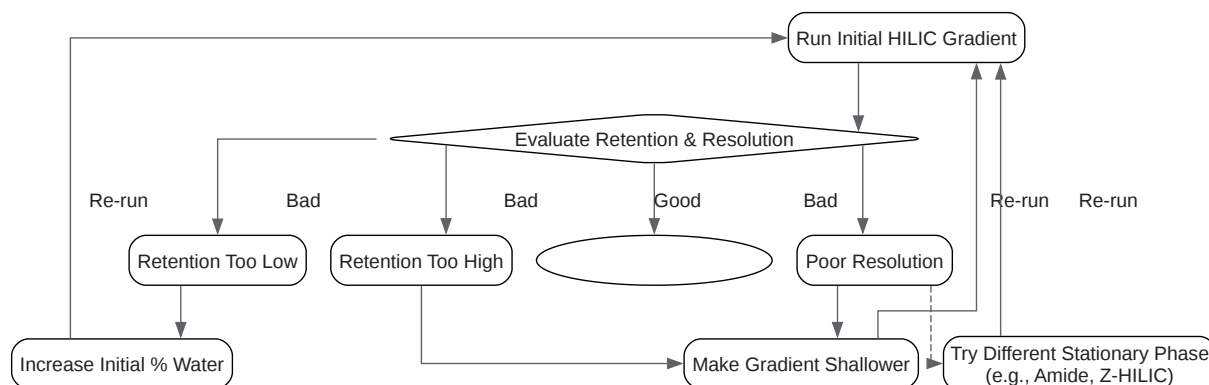 Run Initial HILIC Gradient
Evaluate Retention & Resolution
Re-run
Bad
Bad
Good
Bad
Re-run
Re-run
Retention Too Low
Retention Too High
Poor Resolution
Increase Initial % Water
Make Gradient Shallower
Try Different Stationary Phase
(e.g., Amide, Z-HILIC)